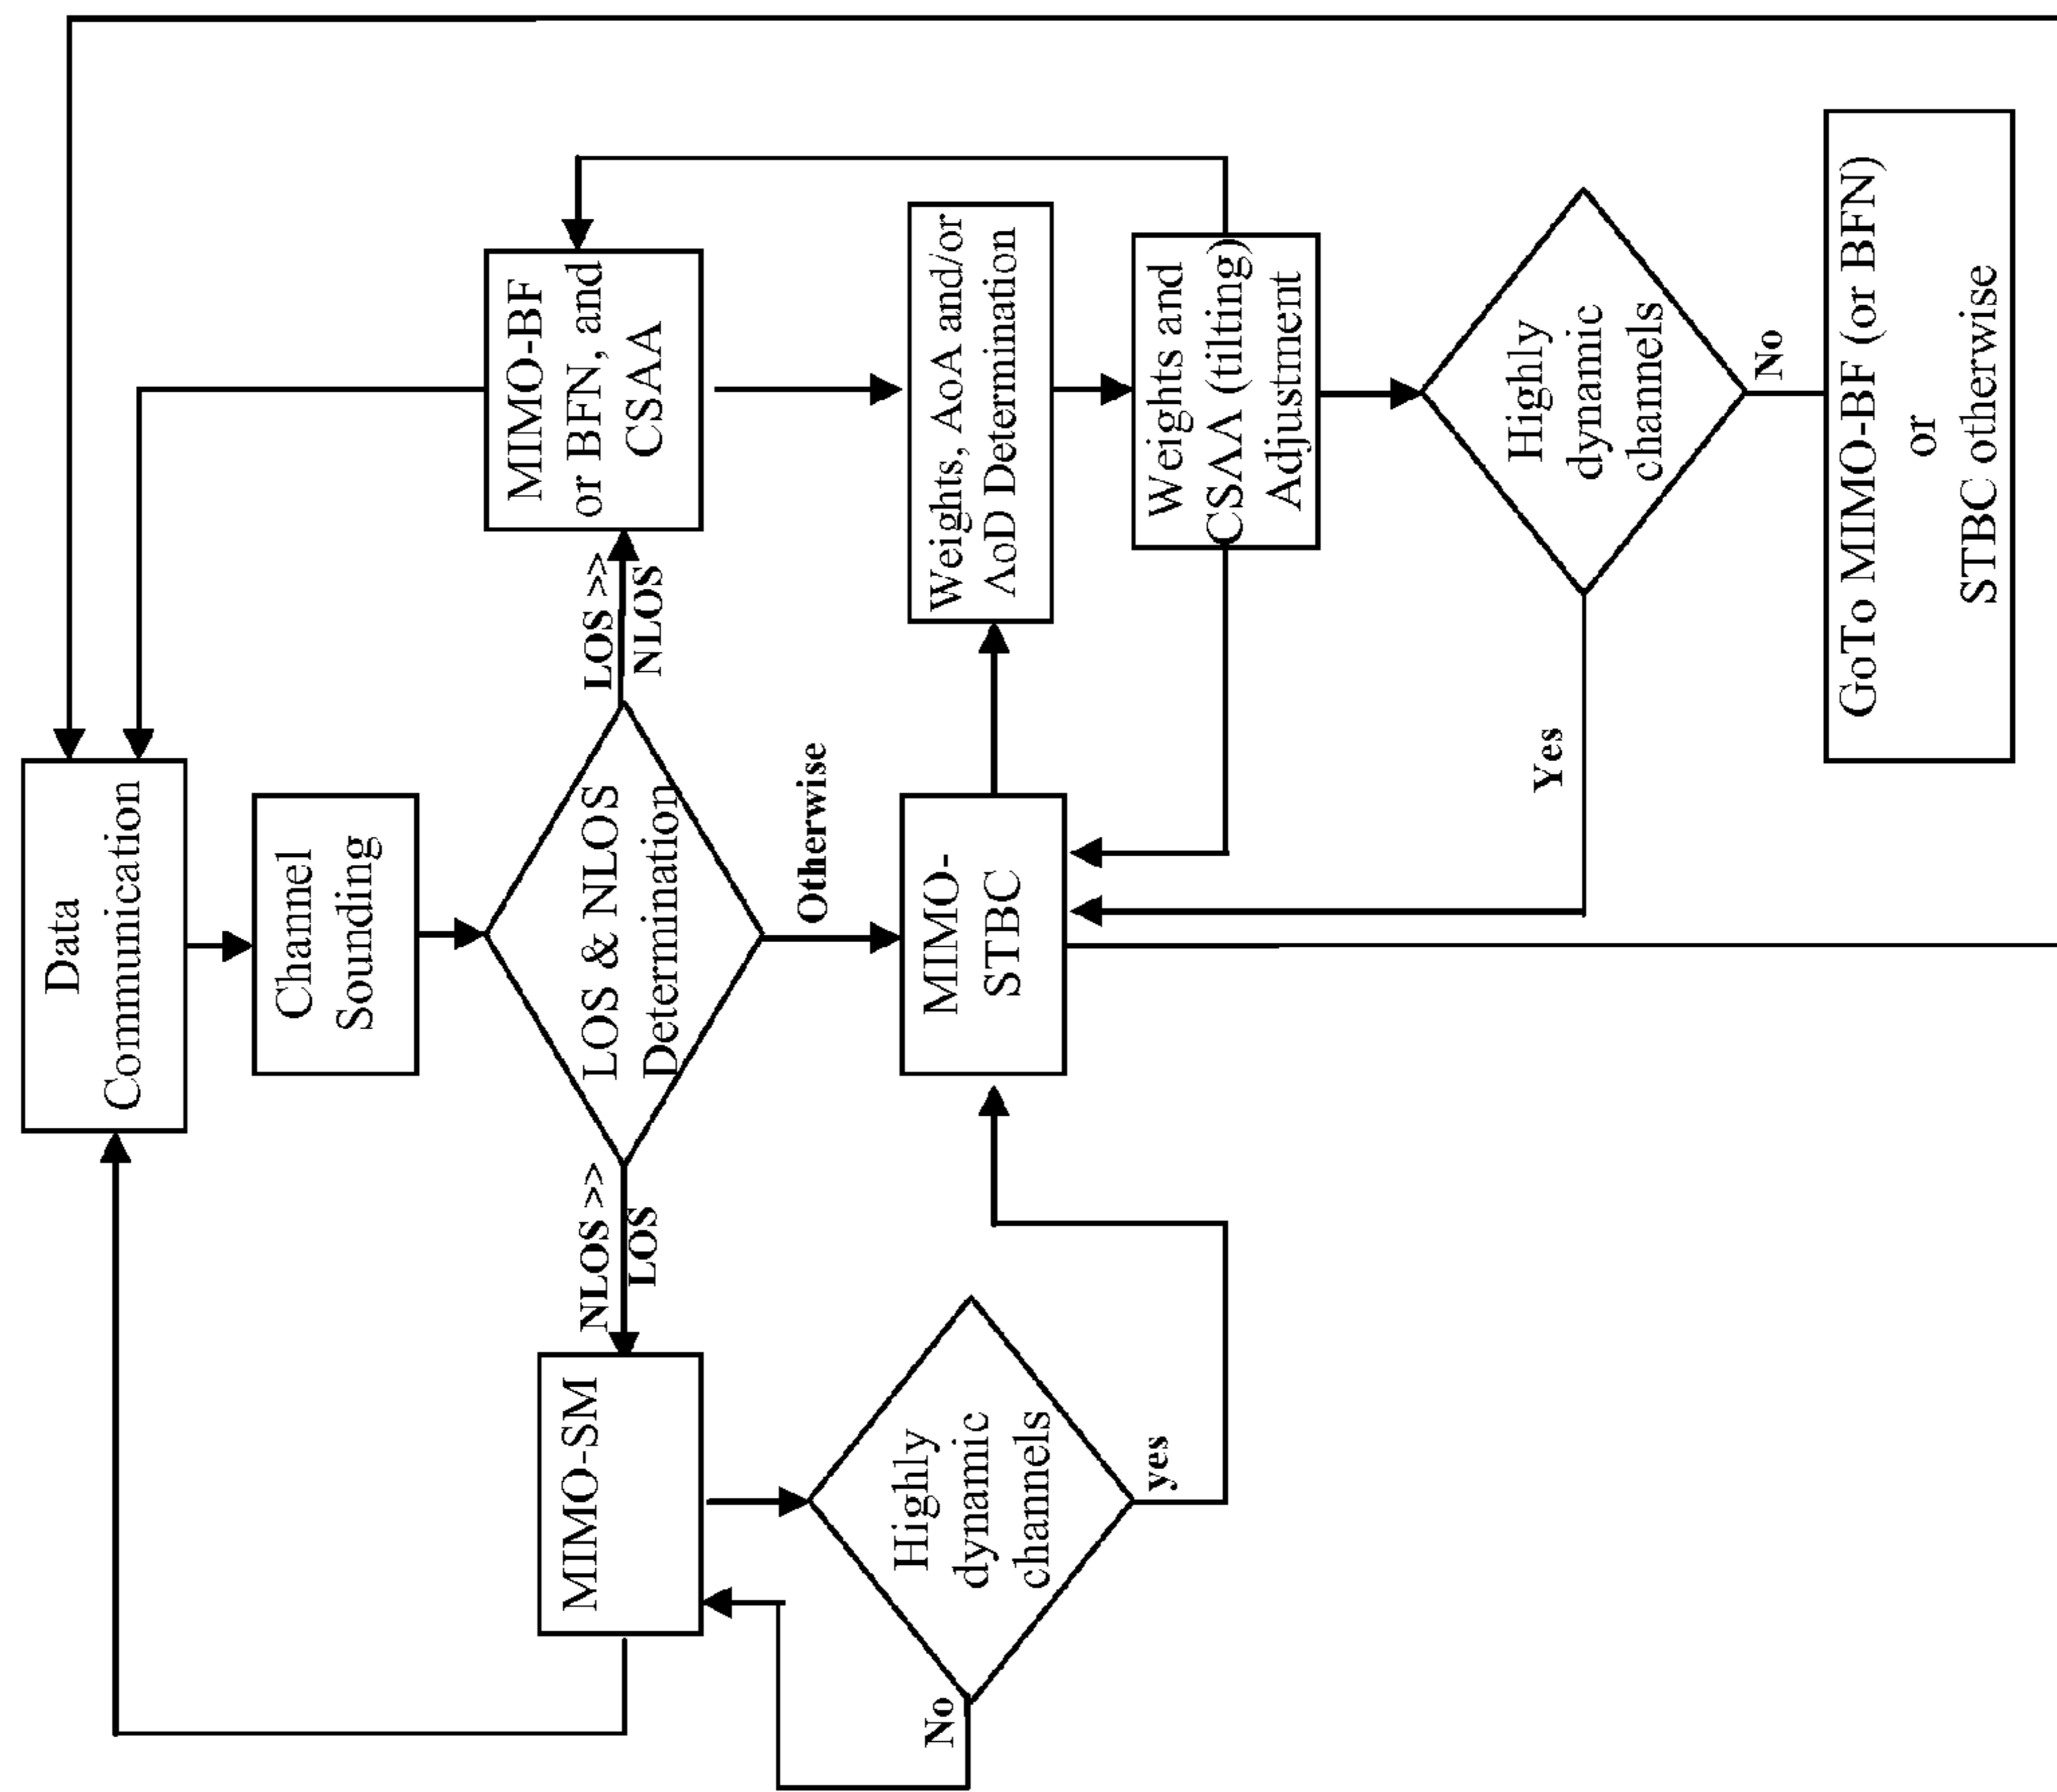 Data
Communication
Channel
Sounding
LOS & NLOS
Determination
NLOS >>
LOS
LOS >>
NLOS
Otherwise
MIMO-SM
MIMO-BF
or BFN, and
CSAA
Highly
dynamic
channels
No
yes
MIMO-
STBC
Weights, AoA and/or
AoD Determination
Weights and
CSAA (tilting)
Adjustment
Highly
dynamic
channels
Yes
No
GoTo MIMO-BF (or BFN)
or
STBC otherwise